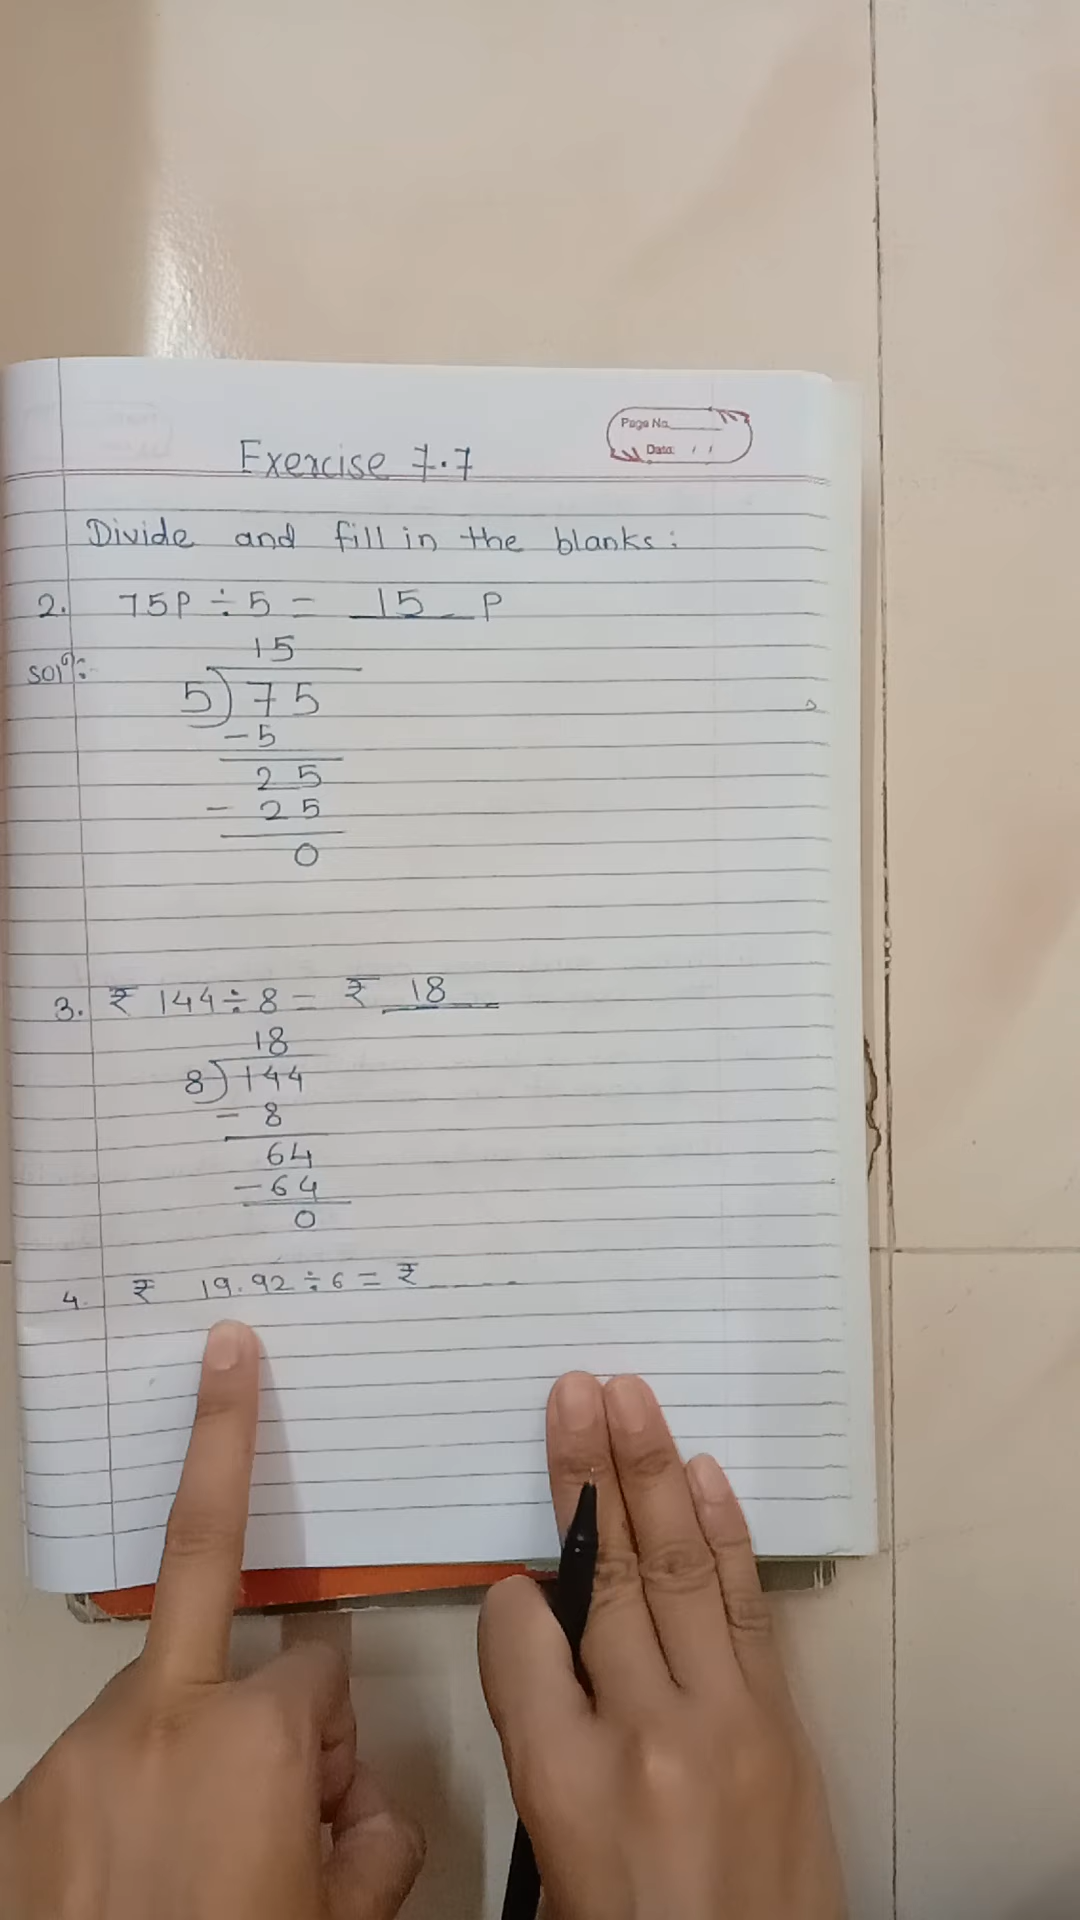 Page No.
Date: / /
Exercise 7.7
Divide and fill in the blanks:
2. 75P ÷ 5 = 15 P
solⁿ:-
15
5) 75
-5
25
- 25
0
3. ₹ 144 ÷ 8 = ₹ 18
18
8) 144
- 8
64
-64
0
4. ₹ 19.92 ÷ 6 = ₹ ____